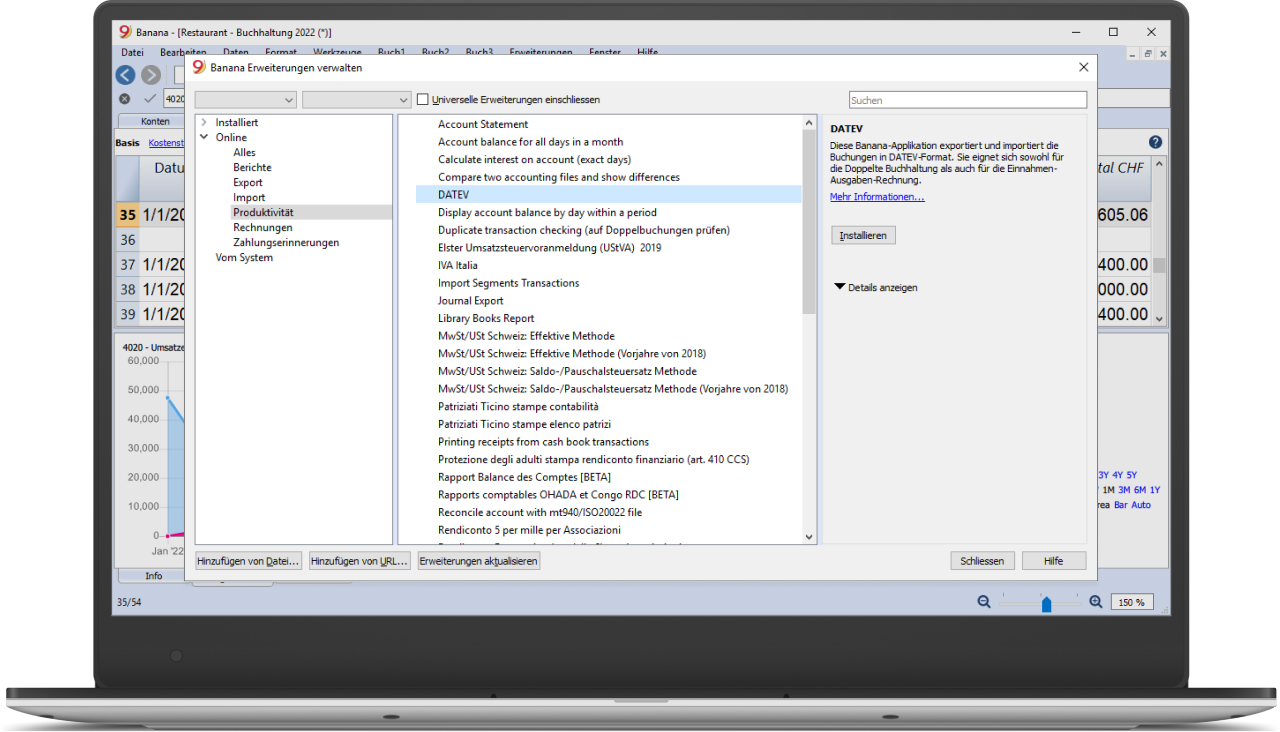 9 Banana - [Restaurant - Buchhaltung 2022 (*)]
Datei Bearbeiten Daten Format Werkzeuge Buch1 Buch2 Buch3 Erweiterungen Fenster Hilfe
9 Banana Erweiterungen verwalten
4020
Universelle Erweiterungen einschliessen
Suchen
Konten
Basis Kostenst
Datu
tal CHF
35 1/1/20
605.06
36
37 1/1/20
400.00
38 1/1/20
000.00
39 1/1/20
400.00
4020 - Umsatze
60,000
50,000
40,000
30,000
20,000
10,000
0
Jan '22
Installiert
Online
Alles
Berichte
Export
Import
Produktivität
Rechnungen
Zahlungserinnerungen
Vom System
Account Statement
Account balance for all days in a month
Calculate interest on account (exact days)
Compare two accounting files and show differences
DATEV
Display account balance by day within a period
Duplicate transaction checking (auf Doppelbuchungen prüfen)
Elster Umsatzsteuervoranmeldung (UStVA) 2019
IVA Italia
Import Segments Transactions
Journal Export
Library Books Report
MwSt/USt Schweiz: Effektive Methode
MwSt/USt Schweiz: Effektive Methode (Vorjahre von 2018)
MwSt/USt Schweiz: Saldo-/Pauschalsteuersatz Methode
MwSt/USt Schweiz: Saldo-/Pauschalsteuersatz Methode (Vorjahre von 2018)
Patriziati Ticino stampe contabilità
Patriziati Ticino stampe elenco patrizi
Printing receipts from cash book transactions
Protezione degli adulti stampa rendiconto finanziario (art. 410 CCS)
Rapport Balance des Comptes [BETA]
Rapports comptables OHADA et Congo RDC [BETA]
Reconcile account with mt940/ISO20022 file
Rendiconto 5 per mille per Associazioni
DATEV
Diese Banana-Applikation exportiert und importiert die
Buchungen in DATEV-Format. Sie eignet sich sowohl für
die Doppelte Buchhaltung als auch für die Einnahmen-
Ausgaben-Rechnung.
Mehr Informationen...
Installieren
Details anzeigen
3Y 4Y 5Y
1M 3M 6M 1Y
rea Bar Auto
Hinzufügen von Datei... Hinzufügen von URL... Erweiterungen aktualisieren Schliessen Hilfe
Info
35/54
150 %